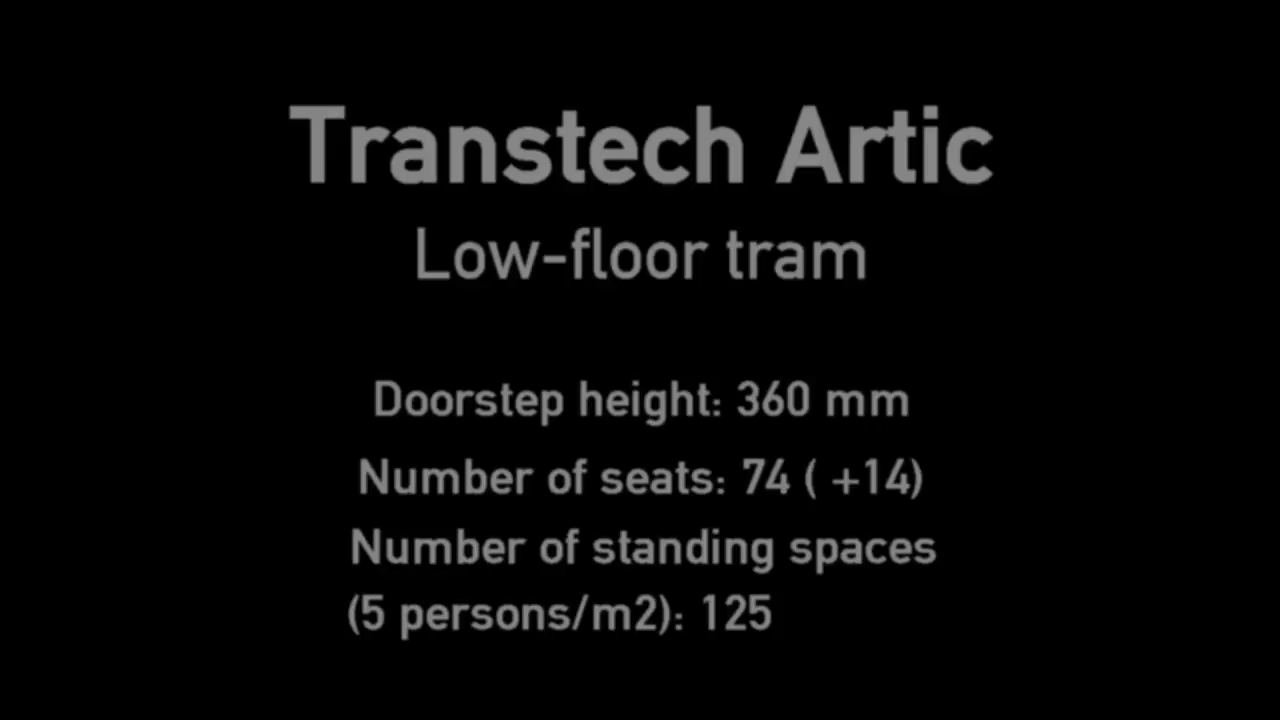 Transtech Artic
Low-floor tram
Doorstep height: 360 mm
Number of seats: 74 ( +14)
Number of standing spaces
(5 persons/m2): 125